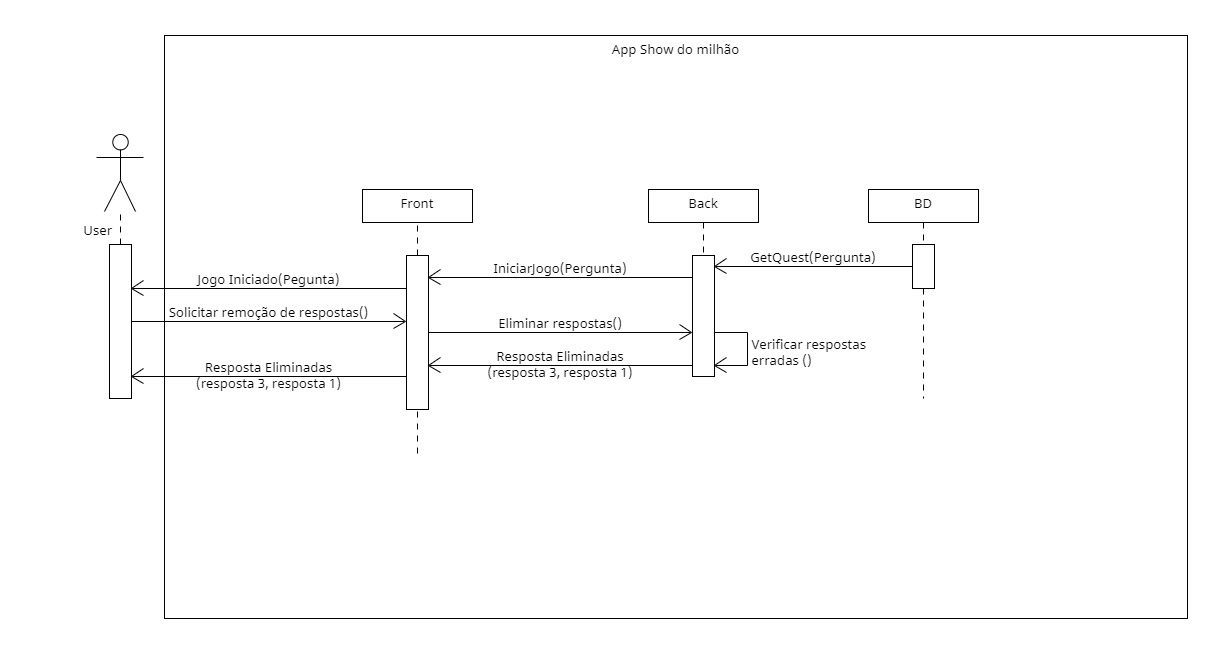 App Show do milhão
User
Front
Back
BD
GetQuest(Pergunta)
IniciarJogo(Pergunta)
Jogo Iniciado(Pegunta)
Solicitar remoção de respostas()
Eliminar respostas()
Verificar respostas
erradas ()
Resposta Eliminadas
(resposta 3, resposta 1)
Resposta Eliminadas
(resposta 3, resposta 1)